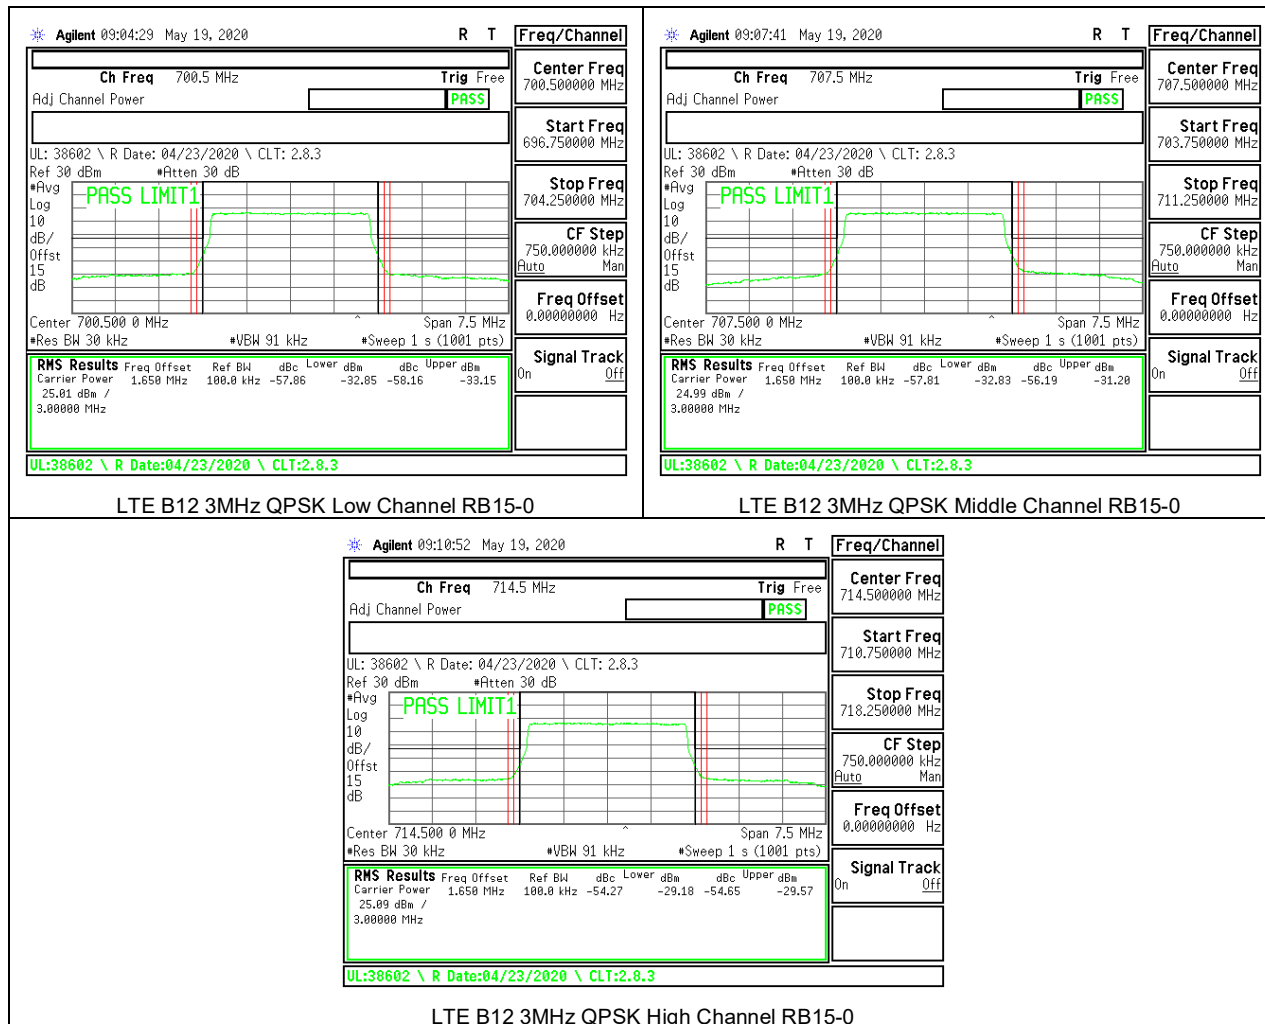 Agilent 09:04:29 May 19, 2020 R T
Freq/Channel
Ch Freq 700.5 MHz Trig Free
Adj Channel Power PASS
UL: 38602 \ R Date: 04/23/2020 \ CLT: 2.8.3
Ref 30 dBm #Atten 30 dB
#Avg
Log
10
dB/
Offst
15
dB
PASS LIMIT1
Center 700.500 0 MHz Span 7.5 MHz
#Res BW 30 kHz #VBW 91 kHz #Sweep 1 s (1001 pts)
RMS Results Freq Offset Ref BW dBc Lower dBm dBc Upper dBm
Carrier Power 1.650 MHz 100.0 kHz -57.86 -32.85 -58.16 -33.15
25.01 dBm /
3.00000 MHz
UL:38602 \ R Date:04/23/2020 \ CLT:2.8.3
Center Freq
700.500000 MHz
Start Freq
696.750000 MHz
Stop Freq
704.250000 MHz
CF Step
750.000000 kHz
Auto Man
Freq Offset
0.00000000 Hz
Signal Track
On Off
LTE B12 3MHz QPSK Low Channel RB15-0
Agilent 09:07:41 May 19, 2020 R T
Freq/Channel
Ch Freq 707.5 MHz Trig Free
Adj Channel Power PASS
UL: 38602 \ R Date: 04/23/2020 \ CLT: 2.8.3
Ref 30 dBm #Atten 30 dB
#Avg
Log
10
dB/
Offst
15
dB
PASS LIMIT1
Center 707.500 0 MHz Span 7.5 MHz
#Res BW 30 kHz #VBW 91 kHz #Sweep 1 s (1001 pts)
RMS Results Freq Offset Ref BW dBc Lower dBm dBc Upper dBm
Carrier Power 1.650 MHz 100.0 kHz -57.81 -32.83 -56.19 -31.20
24.99 dBm /
3.00000 MHz
UL:38602 \ R Date:04/23/2020 \ CLT:2.8.3
Center Freq
707.500000 MHz
Start Freq
703.750000 MHz
Stop Freq
711.250000 MHz
CF Step
750.000000 kHz
Auto Man
Freq Offset
0.00000000 Hz
Signal Track
On Off
LTE B12 3MHz QPSK Middle Channel RB15-0
Agilent 09:10:52 May 19, 2020 R T
Freq/Channel
Ch Freq 714.5 MHz Trig Free
Adj Channel Power PASS
UL: 38602 \ R Date: 04/23/2020 \ CLT: 2.8.3
Ref 30 dBm #Atten 30 dB
#Avg
Log
10
dB/
Offst
15
dB
PASS LIMIT1
Center 714.500 0 MHz Span 7.5 MHz
#Res BW 30 kHz #VBW 91 kHz #Sweep 1 s (1001 pts)
RMS Results Freq Offset Ref BW dBc Lower dBm dBc Upper dBm
Carrier Power 1.650 MHz 100.0 kHz -54.27 -29.18 -54.65 -29.57
25.09 dBm /
3.00000 MHz
UL:38602 \ R Date:04/23/2020 \ CLT:2.8.3
Center Freq
714.500000 MHz
Start Freq
710.750000 MHz
Stop Freq
718.250000 MHz
CF Step
750.000000 kHz
Auto Man
Freq Offset
0.00000000 Hz
Signal Track
On Off
LTE B12 3MHz QPSK High Channel RB15-0